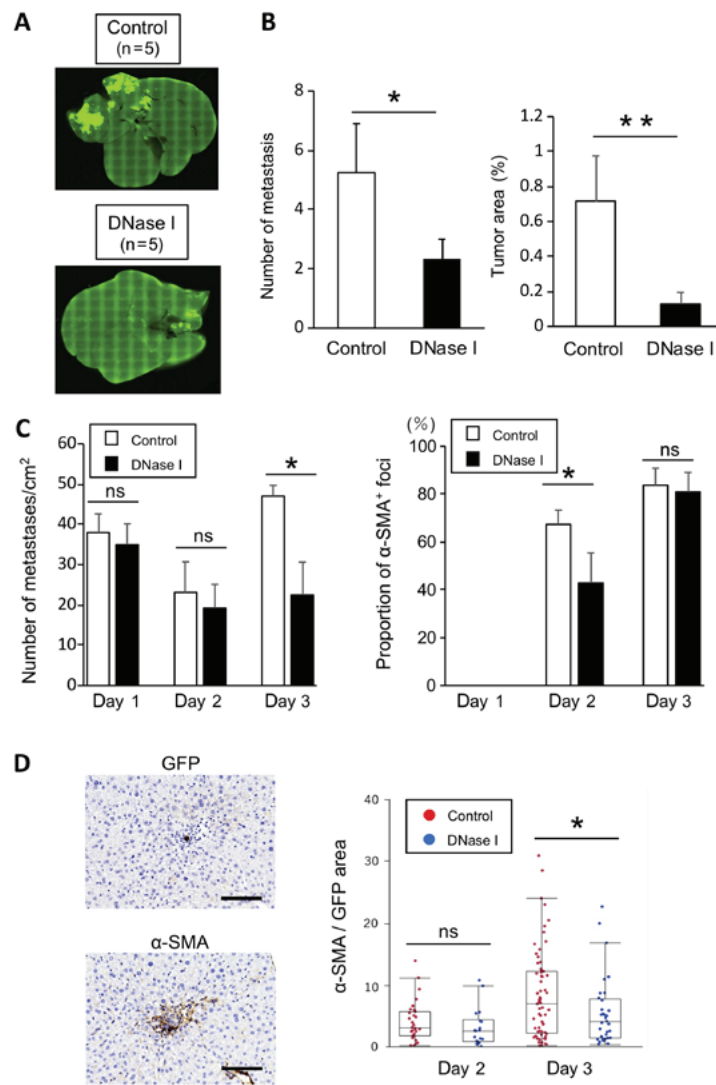 A
Control
(n=5)
DNase I
(n=5)
B
Number of metastasis
8
6
4
2
0
*
Control
DNase I
Tumor area (%)
1.2
1
0.8
0.6
0.4
0.2
0
**
Control
DNase I
C
Number of metastases/cm2
60
50
40
30
20
10
0
Control
DNase I
ns
ns
*
Day 1
Day 2
Day 3
(%)
Proportion of α-SMA+ foci
100
80
60
40
20
0
Control
DNase I
*
ns
Day 1
Day 2
Day 3
D
GFP
α-SMA
α-SMA / GFP area
40
30
20
10
0
Control
DNase I
ns
*
Day 2
Day 3